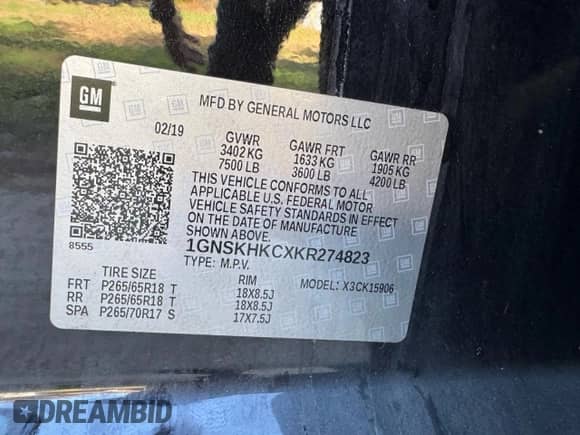 GM
MFD BY GENERAL MOTORS LLC
02/19
GVWR GAWR FRT GAWR RR
3402 KG 1633 KG 1905 KG
7500 LB 3600 LB 4200 LB
THIS VEHICLE CONFORMS TO ALL
APPLICABLE U.S. FEDERAL MOTOR
VEHICLE SAFETY STANDARDS IN EFFECT
ON THE DATE OF MANUFACTURE
SHOWN ABOVE.
8555
1GNSKHKCXKR274823
TYPE: M.P.V. MODEL: X3CK15906
TIRE SIZE RIM
FRT P265/65R18 T 18X8.5J
RR P265/65R18 T 18X8.5J
SPA P265/70R17 S 17X7.5J
DREAMBID